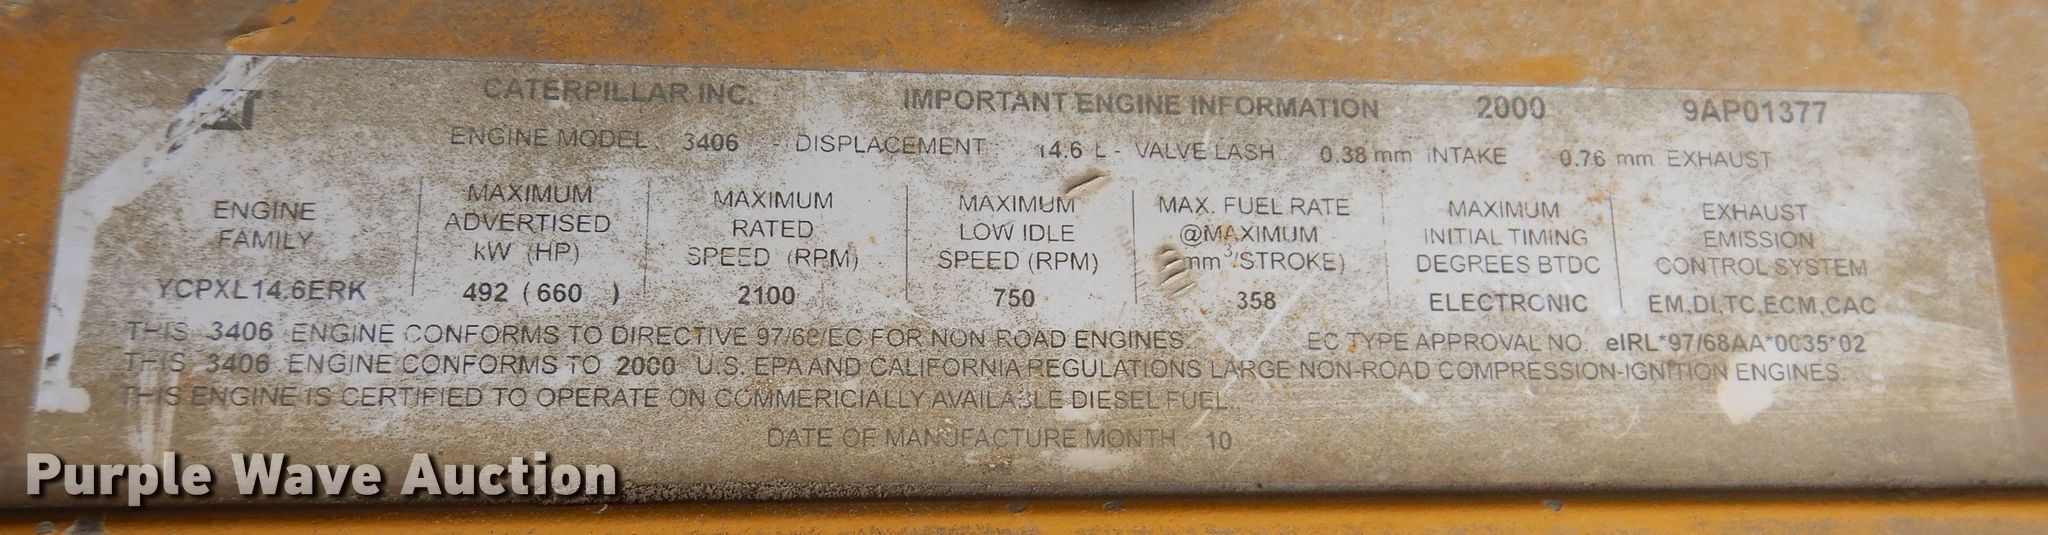 CAT
CATERPILLAR INC. IMPORTANT ENGINE INFORMATION 2000 9AP01377
ENGINE MODEL: 3406 - DISPLACEMENT: 14.6 L - VALVE LASH: 0.38 mm INTAKE 0.76 mm EXHAUST
ENGINE FAMILY
YCPXL14.6ERK
MAXIMUM ADVERTISED kW (HP)
492 ( 660 )
MAXIMUM RATED SPEED (RPM)
2100
MAXIMUM LOW IDLE SPEED (RPM)
750
MAX. FUEL RATE @MAXIMUM mm³/STROKE)
358
MAXIMUM INITIAL TIMING DEGREES BTDC
ELECTRONIC
EXHAUST EMISSION CONTROL SYSTEM
EM,DI,TC,ECM,CAC
THIS 3406 ENGINE CONFORMS TO DIRECTIVE 97/68/EC FOR NON ROAD ENGINES. EC TYPE APPROVAL NO. eIRL*97/68AA*0035*02
THIS 3406 ENGINE CONFORMS TO 2000 U.S. EPA AND CALIFORNIA REGULATIONS LARGE NON-ROAD COMPRESSION-IGNITION ENGINES.
THIS ENGINE IS CERTIFIED TO OPERATE ON COMMERICIALLY AVAILABLE DIESEL FUEL.
DATE OF MANUFACTURE MONTH: 10
Purple Wave Auction